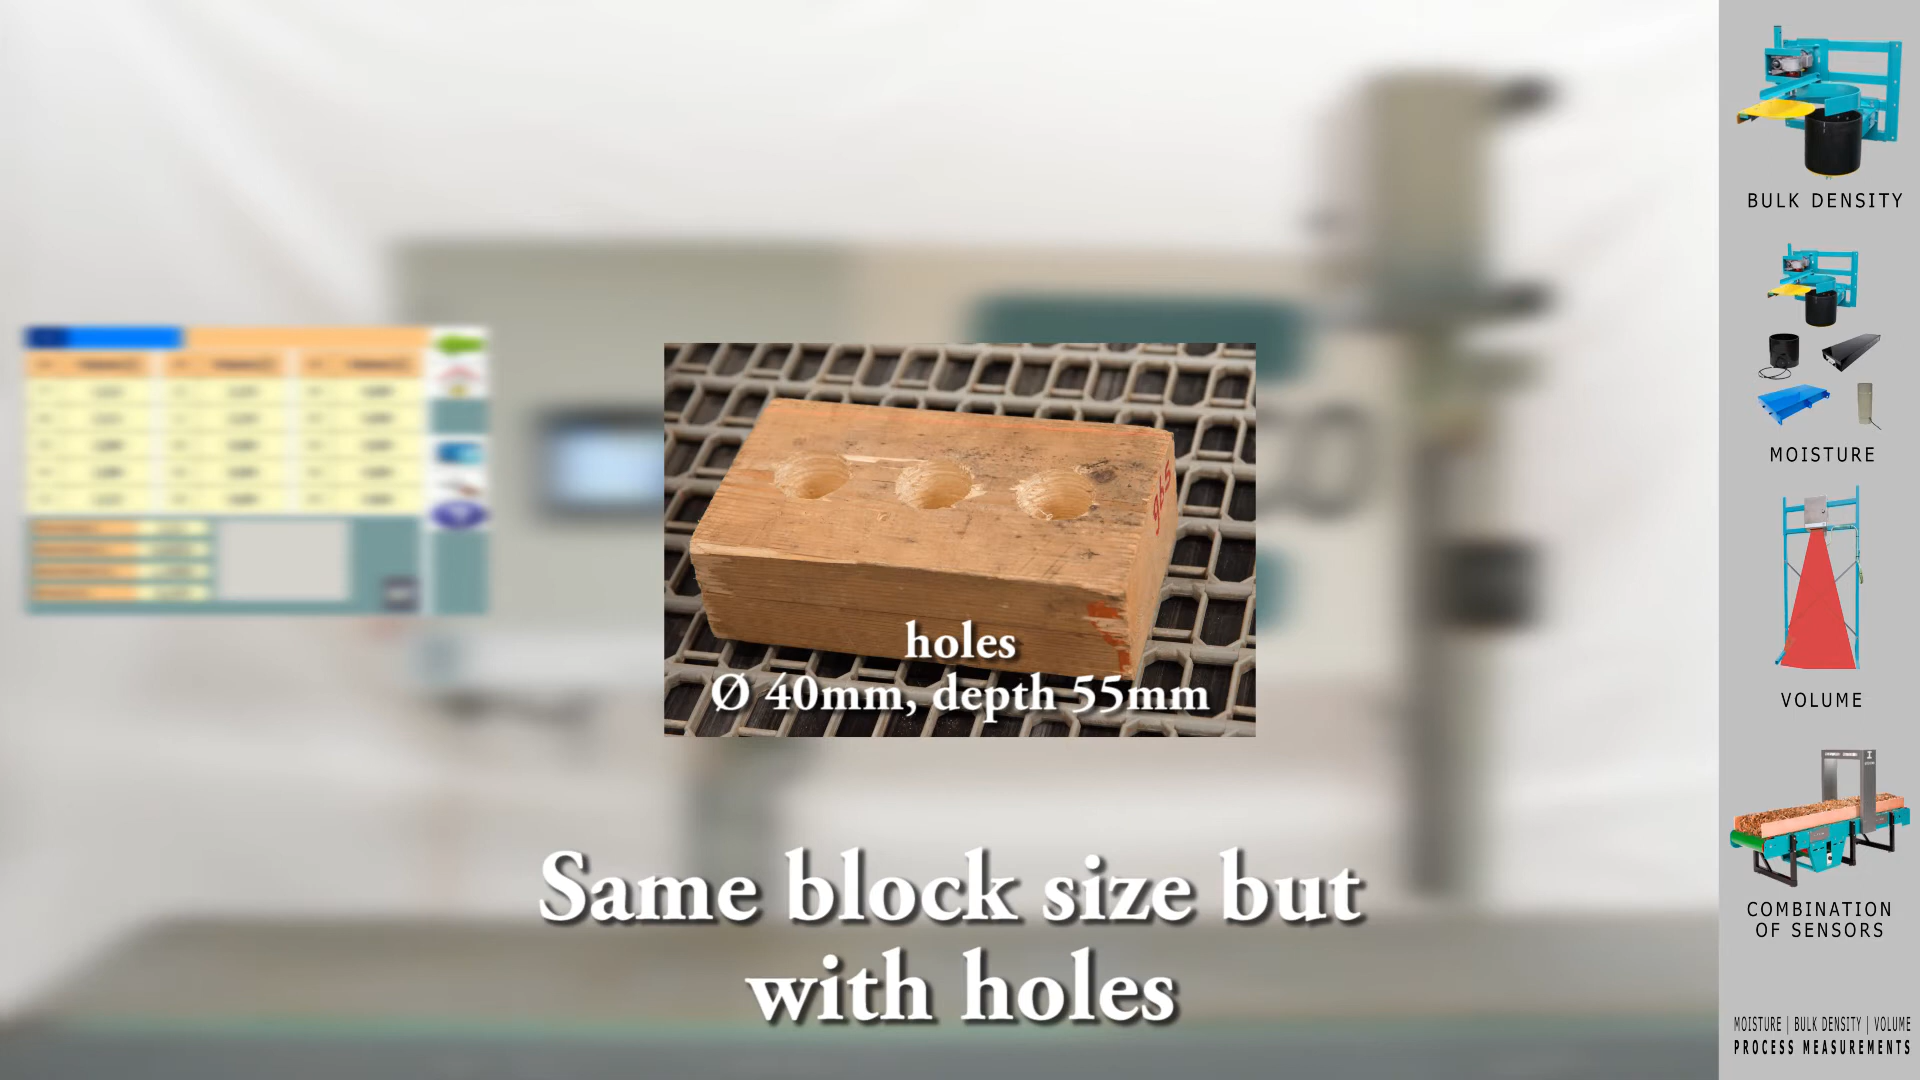 holes
Ø 40mm, depth 55mm
Same block size but
with holes
BULK DENSITY
MOISTURE
VOLUME
COMBINATION
OF SENSORS
MOISTURE | BULK DENSITY | VOLUME
PROCESS MEASUREMENTS